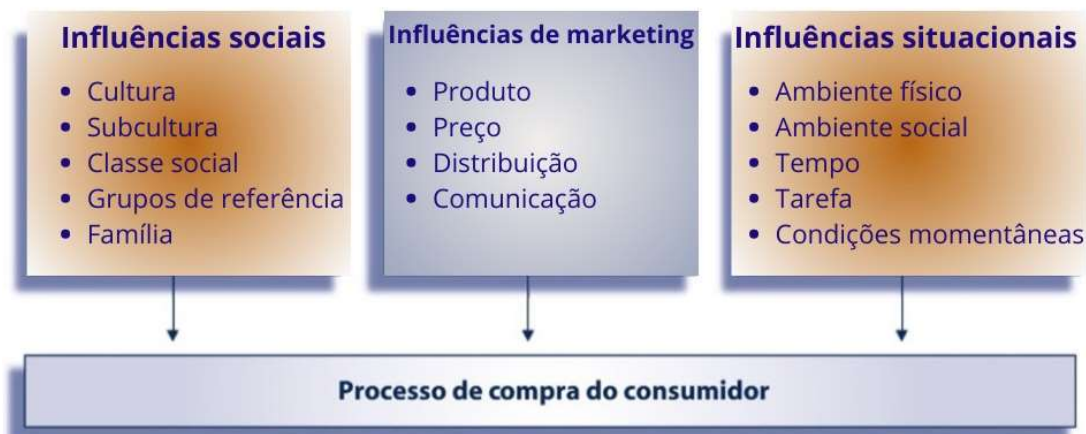 Influências sociais
• Cultura
• Subcultura
• Classe social
• Grupos de referência
• Família
Influências de marketing
• Produto
• Preço
• Distribuição
• Comunicação
Influências situacionais
• Ambiente físico
• Ambiente social
• Tempo
• Tarefa
• Condições momentâneas
Processo de compra do consumidor